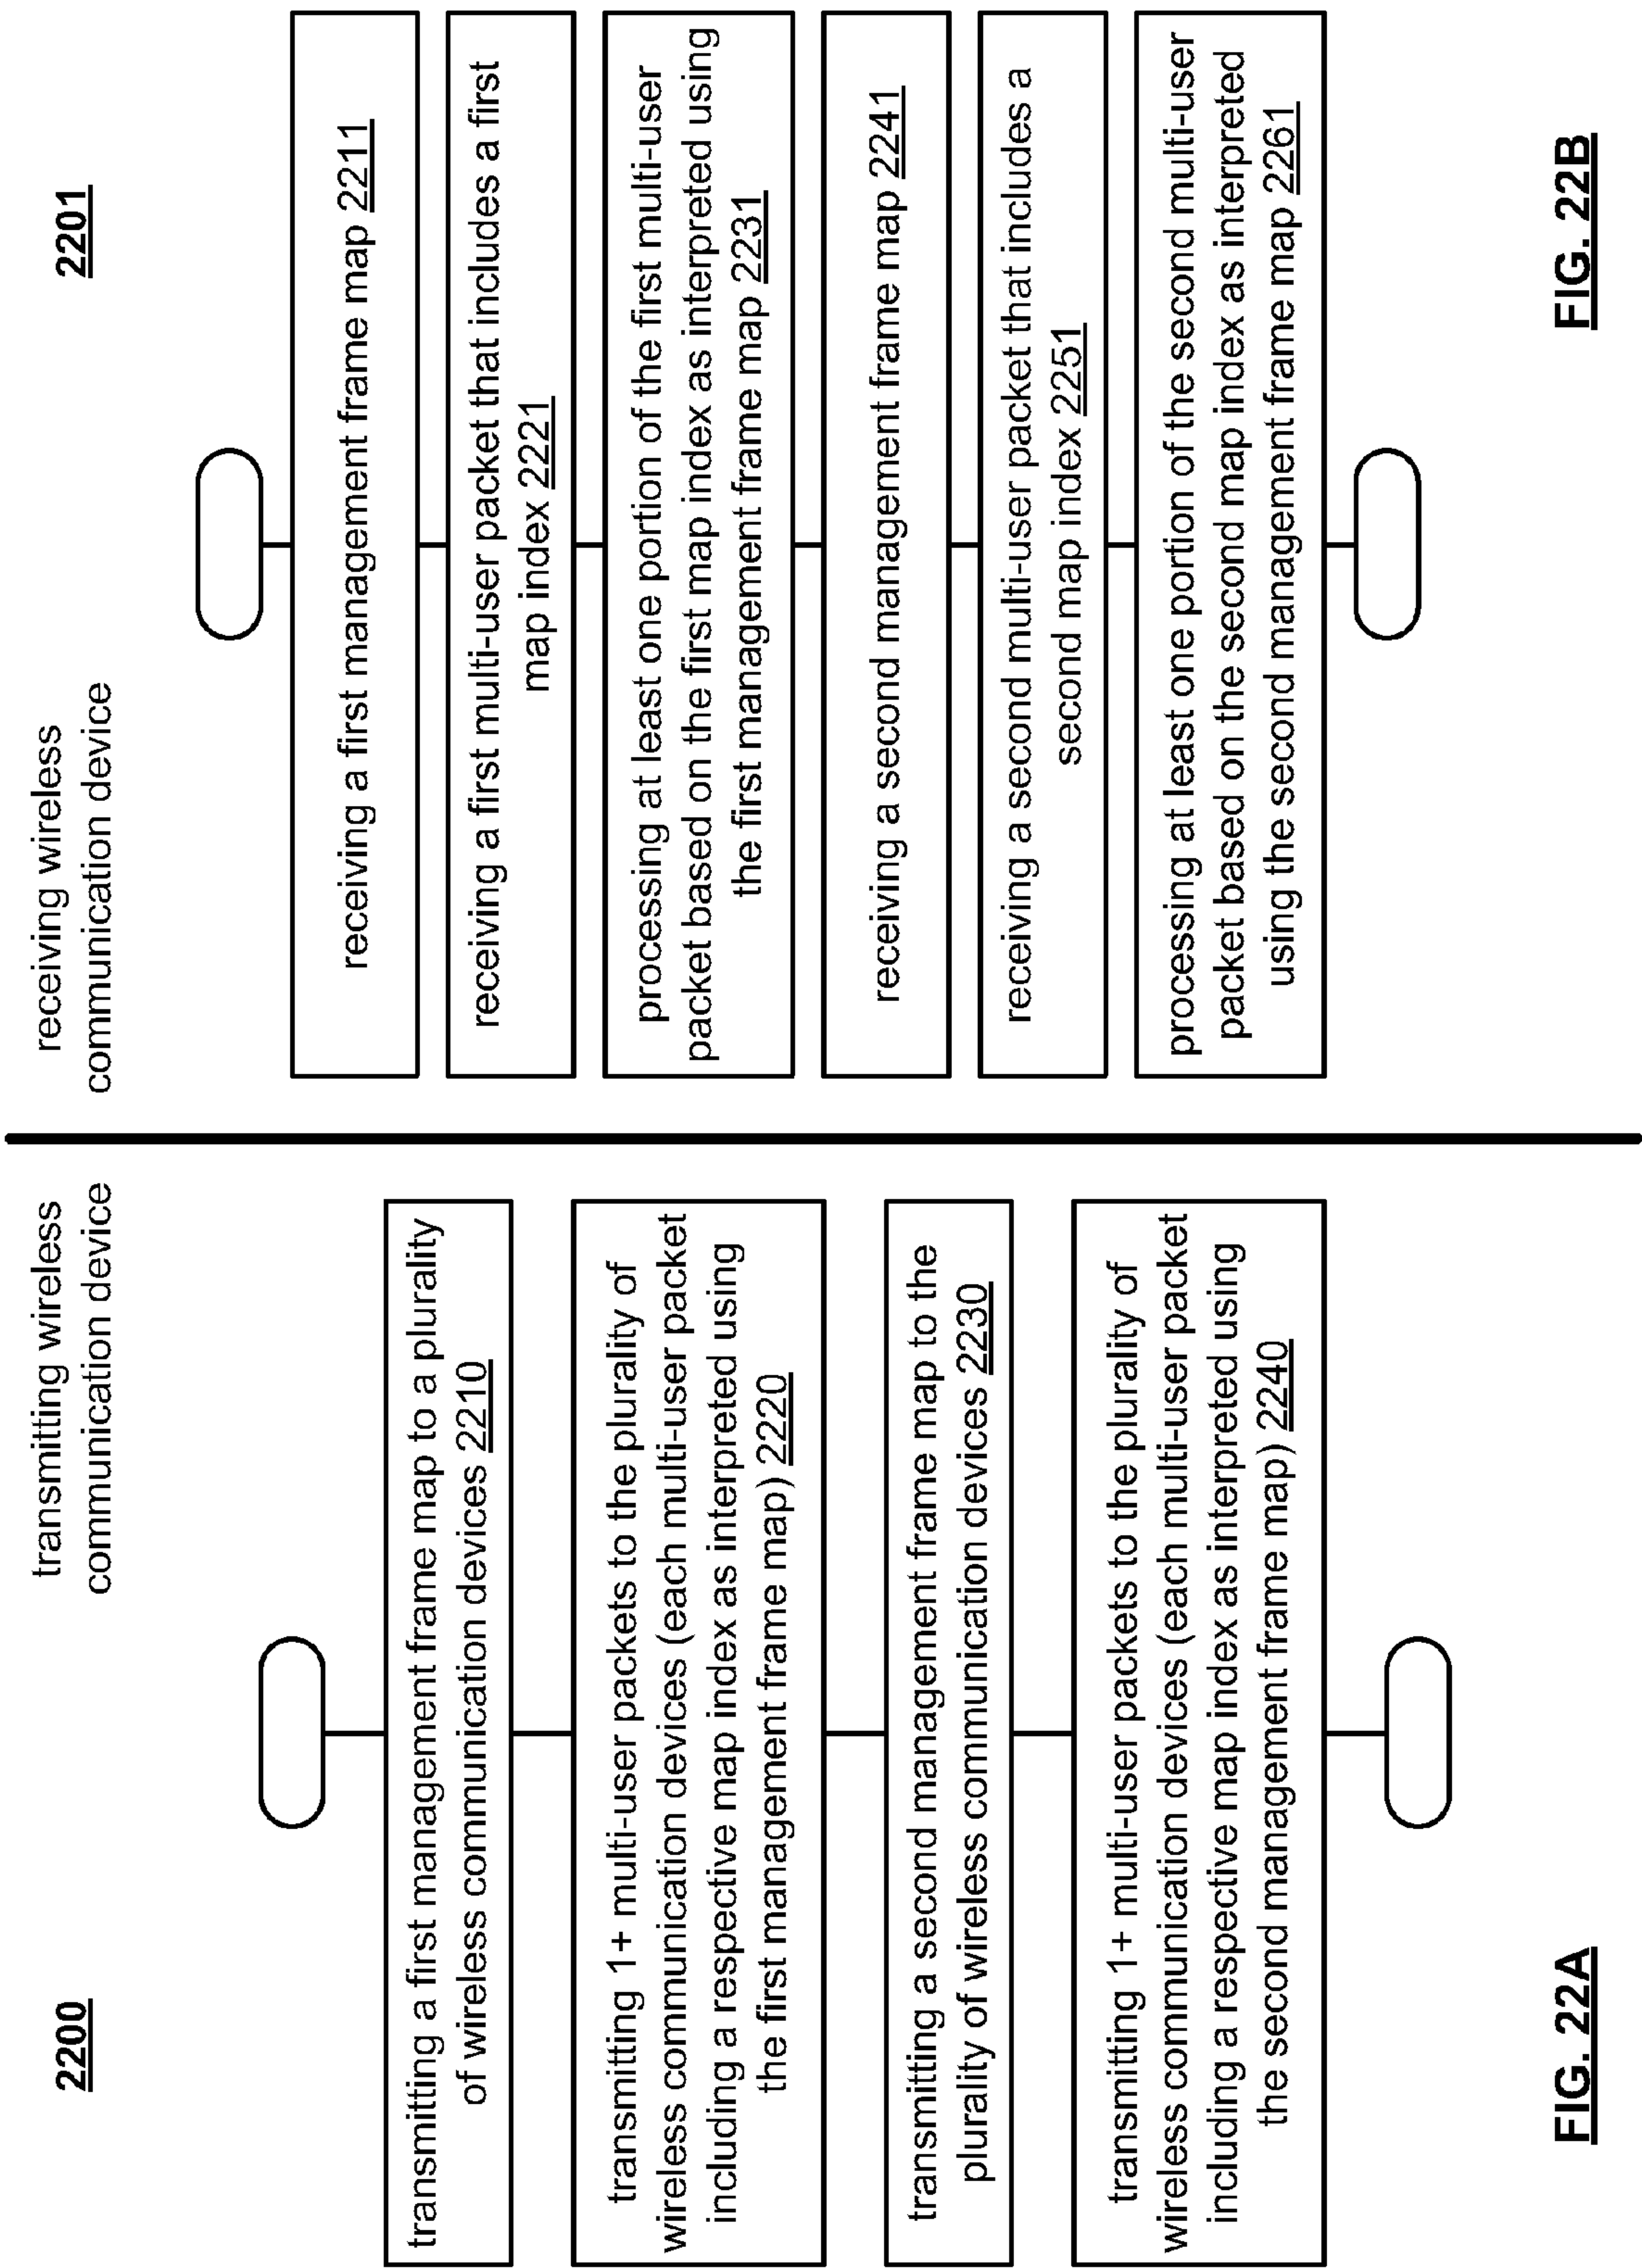 transmitting wireless
communication device
2200
transmitting a first management frame map to a plurality
of wireless communication devices 2210
transmitting 1+ multi-user packets to the plurality of
wireless communication devices (each multi-user packet
including a respective map index as interpreted using
the first management frame map) 2220
transmitting a second management frame map to the
plurality of wireless communication devices 2230
transmitting 1+ multi-user packets to the plurality of
wireless communication devices (each multi-user packet
including a respective map index as interpreted using
the second management frame map) 2240
FIG. 22A
receiving wireless
communication device
2201
receiving a first management frame map 2211
receiving a first multi-user packet that includes a first
map index 2221
processing at least one portion of the first multi-user
packet based on the first map index as interpreted using
the first management frame map 2231
receiving a second management frame map 2241
receiving a second multi-user packet that includes a
second map index 2251
processing at least one portion of the second multi-user
packet based on the second map index as interpreted
using the second management frame map 2261
FIG. 22B